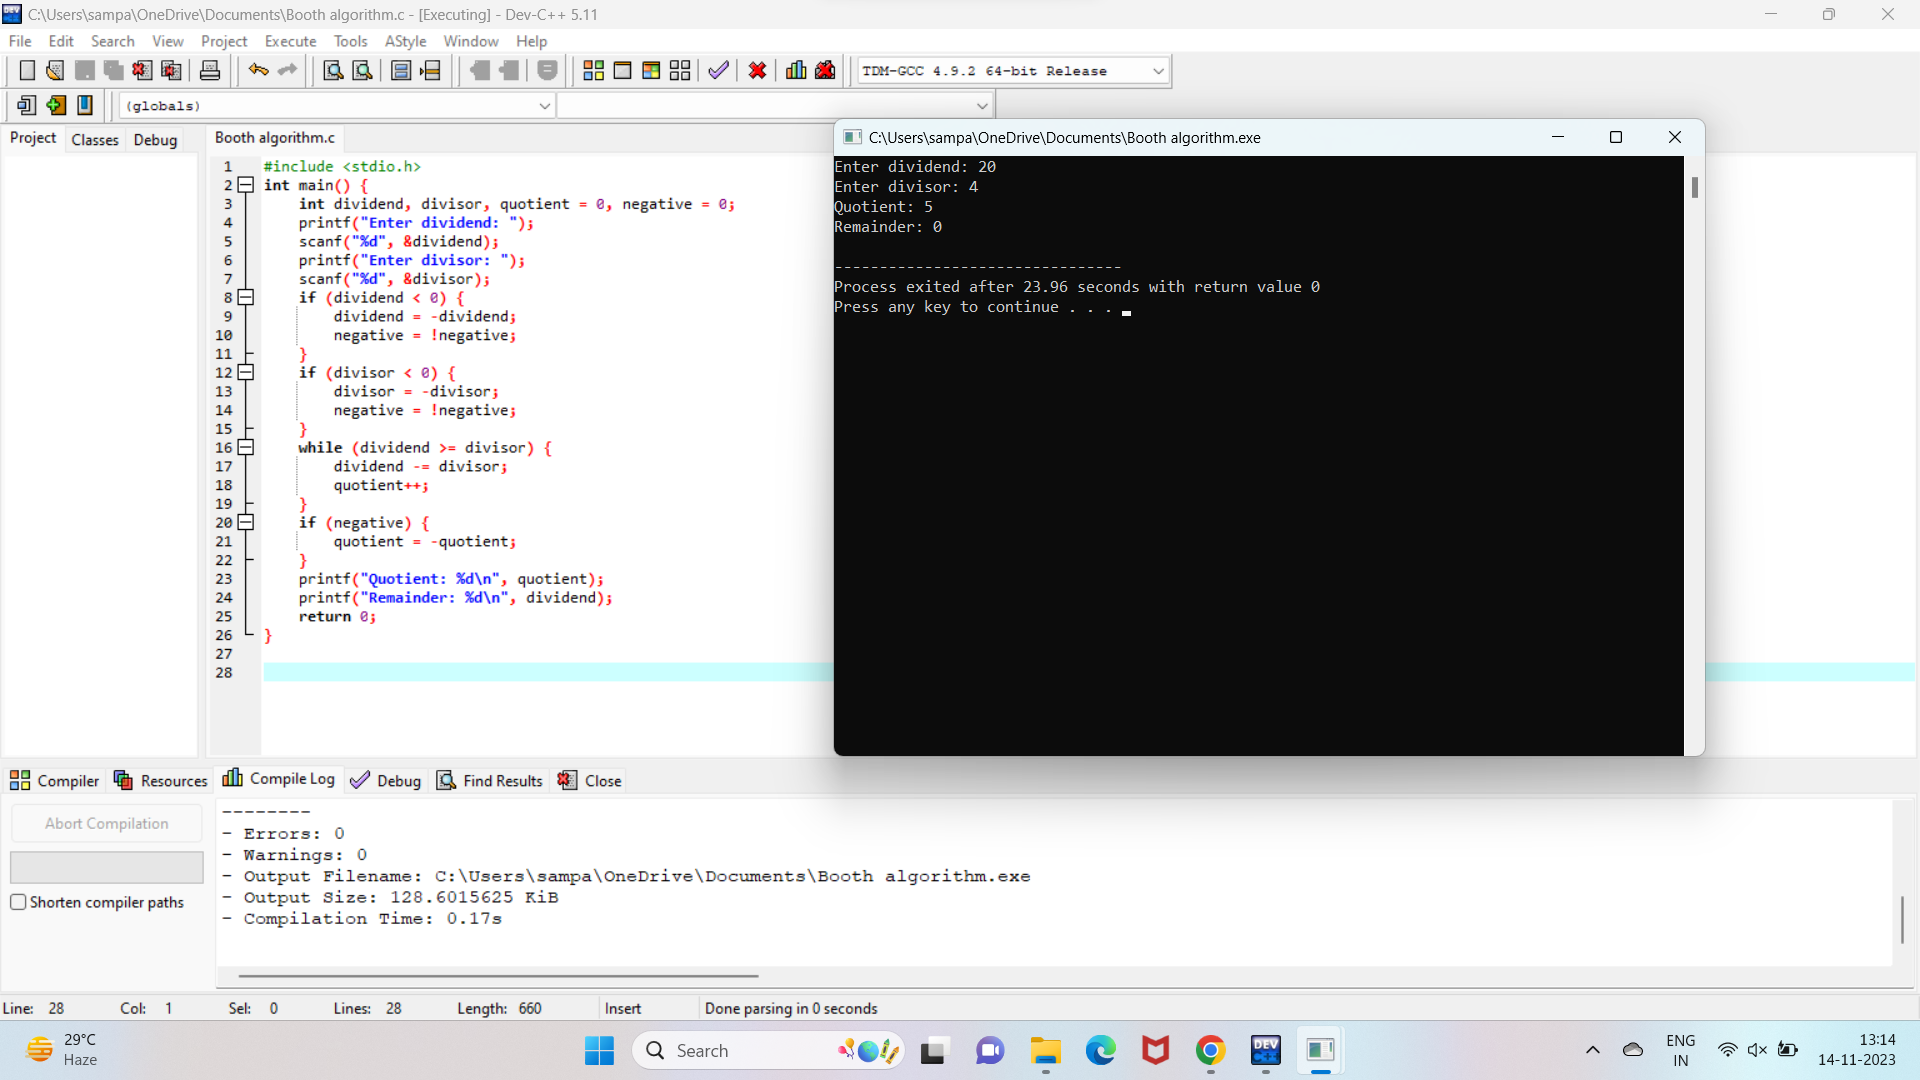 C:\Users\sampa\OneDrive\Documents\Booth algorithm.c - [Executing] - Dev-C++ 5.11
File Edit Search View Project Execute Tools AStyle Window Help
TDM-GCC 4.9.2 64-bit Release
(globals)
Project Classes Debug
Booth algorithm.c
1 #include <stdio.h>
2 int main() {
3 int dividend, divisor, quotient = 0, negative = 0;
4 printf("Enter dividend: ");
5 scanf("%d", &dividend);
6 printf("Enter divisor: ");
7 scanf("%d", &divisor);
8 if (dividend < 0) {
9 dividend = -dividend;
10 negative = !negative;
11 }
12 if (divisor < 0) {
13 divisor = -divisor;
14 negative = !negative;
15 }
16 while (dividend >= divisor) {
17 dividend -= divisor;
18 quotient++;
19 }
20 if (negative) {
21 quotient = -quotient;
22 }
23 printf("Quotient: %d\n", quotient);
24 printf("Remainder: %d\n", dividend);
25 return 0;
26 }
27
28
C:\Users\sampa\OneDrive\Documents\Booth algorithm.exe
Enter dividend: 20
Enter divisor: 4
Quotient: 5
Remainder: 0
--------------------------------
Process exited after 23.96 seconds with return value 0
Press any key to continue . . .
Compiler Resources Compile Log Debug Find Results Close
Abort Compilation
Shorten compiler paths
--------
- Errors: 0
- Warnings: 0
- Output Filename: C:\Users\sampa\OneDrive\Documents\Booth algorithm.exe
- Output Size: 128.6015625 KiB
- Compilation Time: 0.17s
Line: 28 Col: 1 Sel: 0 Lines: 28 Length: 660 Insert Done parsing in 0 seconds
29°C
Haze
Search
DEV
C++
ENG
IN
13:14
14-11-2023